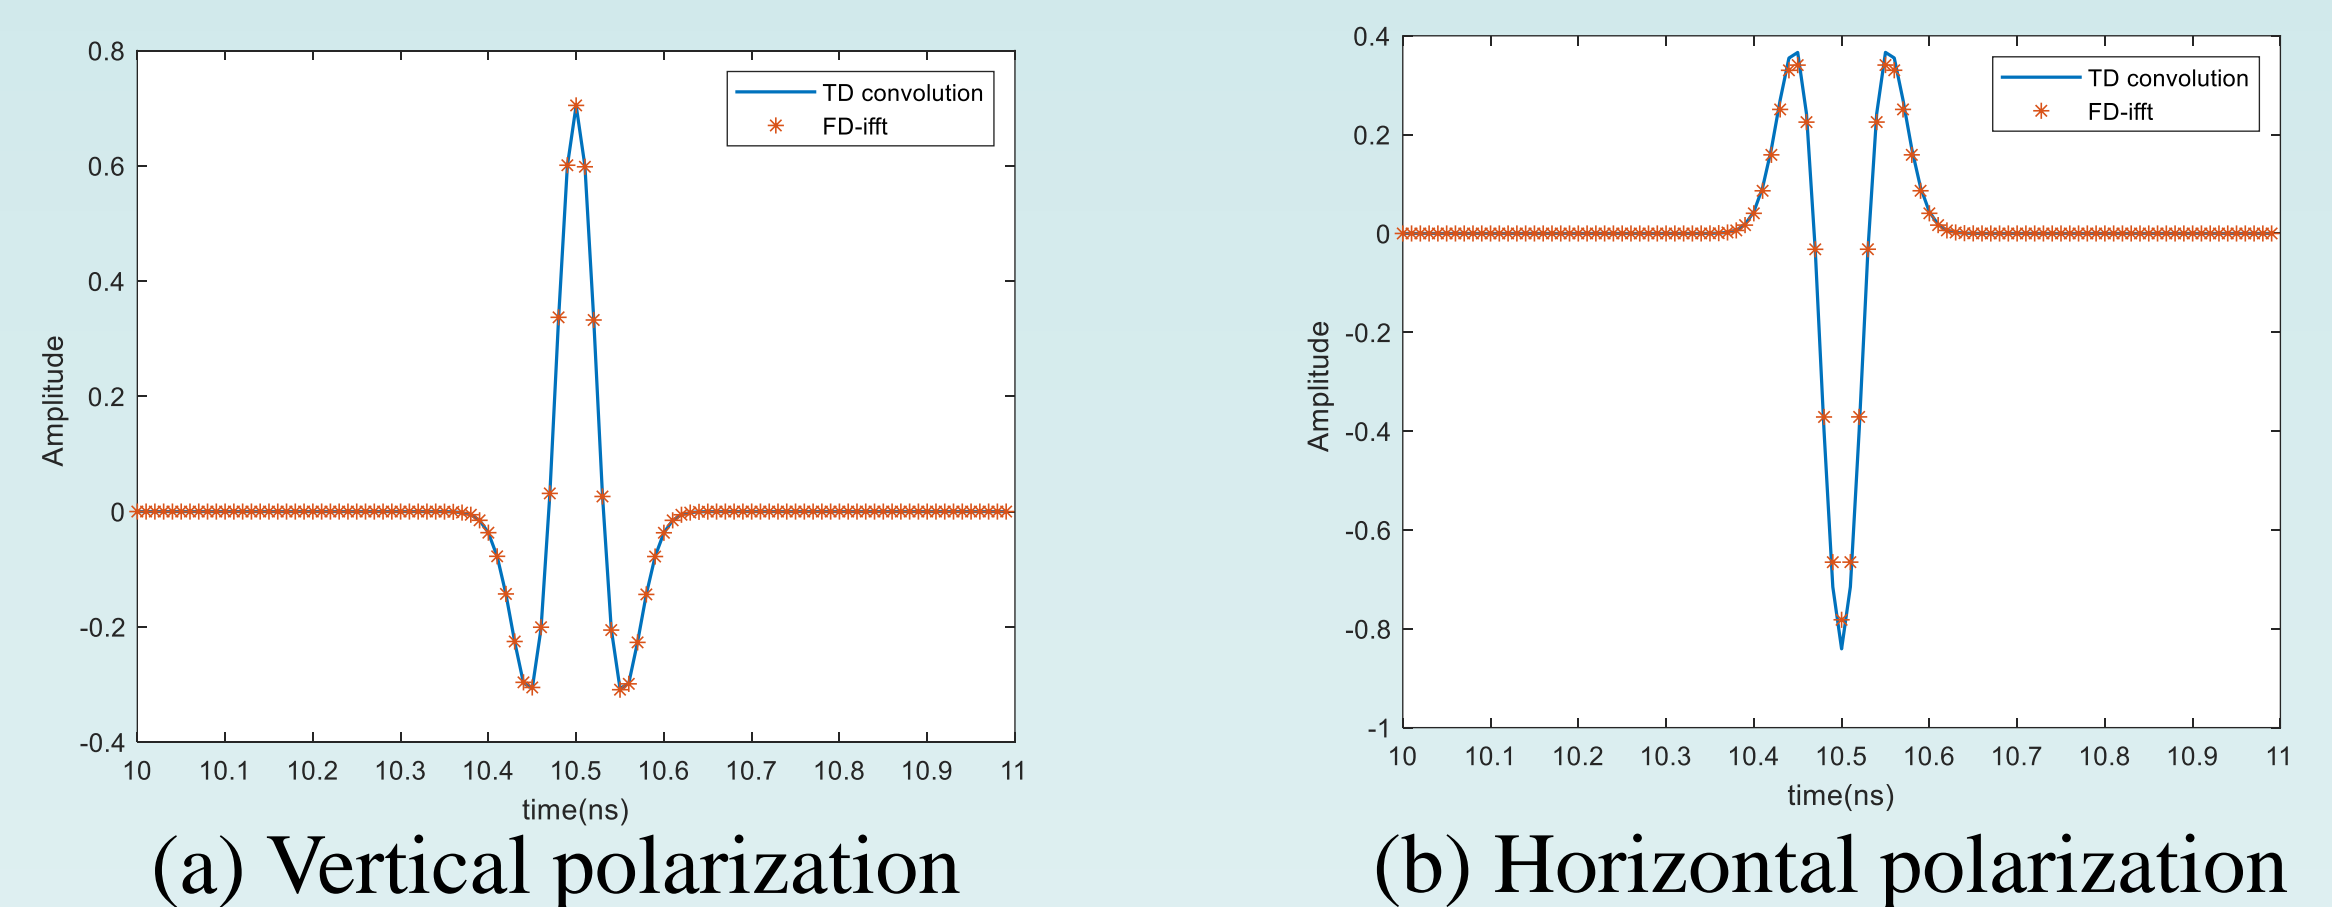 0.8
0.6
0.4
0.2
0
-0.2
-0.4
Amplitude
TD convolution
FD-ifft
10 10.1 10.2 10.3 10.4 10.5 10.6 10.7 10.8 10.9 11
time(ns)
(a) Vertical polarization
0.4
0.2
0
-0.2
-0.4
-0.6
-0.8
-1
Amplitude
TD convolution
FD-ifft
10 10.1 10.2 10.3 10.4 10.5 10.6 10.7 10.8 10.9 11
time(ns)
(b) Horizontal polarization